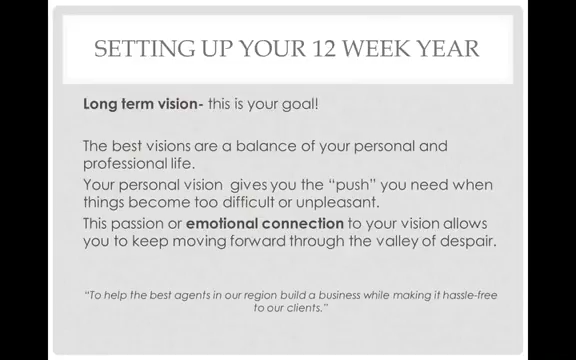 SETTING UP YOUR 12 WEEK YEAR
Long term vision- this is your goal!
The best visions are a balance of your personal and
professional life.
Your personal vision gives you the “push” you need when
things become too difficult or unpleasant.
This passion or emotional connection to your vision allows
you to keep moving forward through the valley of despair.
“To help the best agents in our region build a business while making it hassle-free
to our clients.”